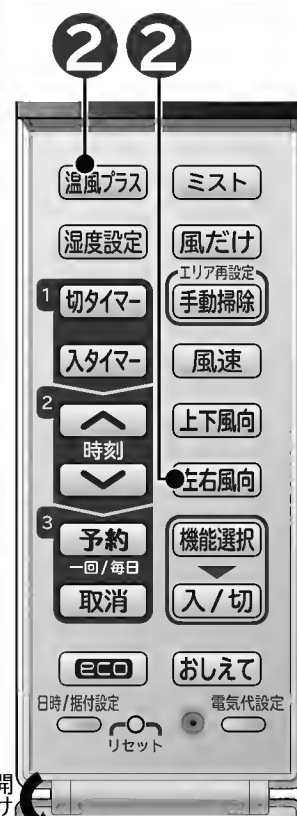 2 2
温風プラス ミスト
湿度設定 風だけ
エリア再設定
1 切タイマー 手動掃除
入タイマー 風速
2
時刻
上下風向
左右風向
3 予約 機能選択
一回/毎日
取消 入/切
eco おしえて
日時/据付設定 電気代設定
リセット
開
け